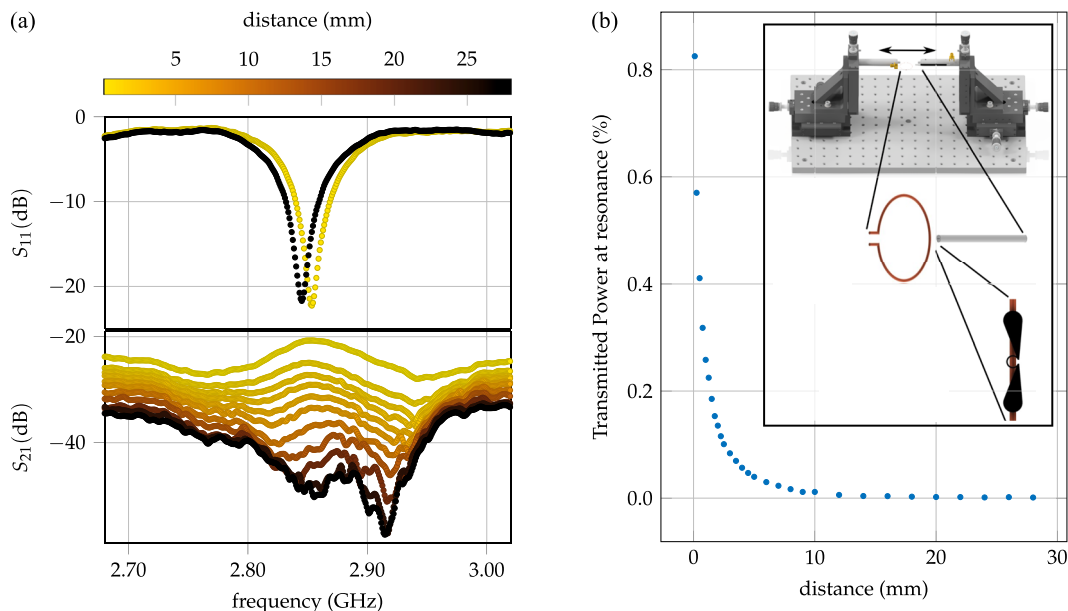 (a)
distance (mm)
5 10 15 20 25
0
−10
−20
S11 (dB)
−20
−40
S21 (dB)
2.70 2.80 2.90 3.00
frequency (GHz)
(b)
0.8
0.6
0.4
0.2
0.0
Transmitted Power at resonance (%)
0 10 20 30
distance (mm)